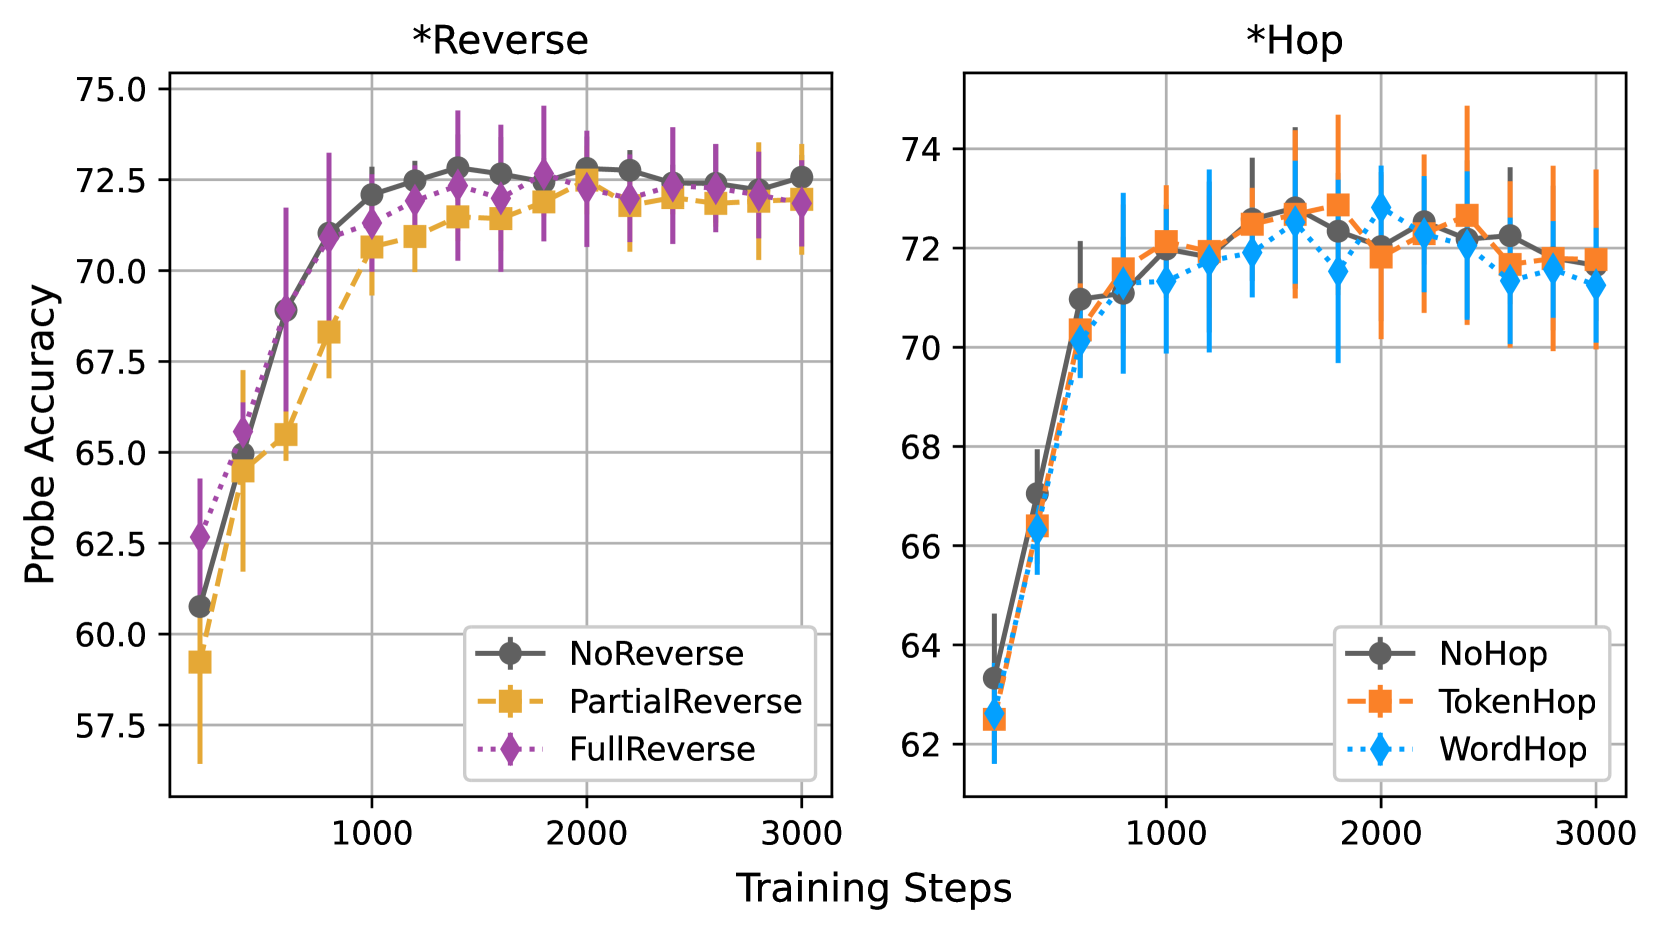 *Reverse
*Hop
Probe Accuracy
75.0
72.5
70.0
67.5
65.0
62.5
60.0
57.5
1000
2000
3000
NoReverse
PartialReverse
FullReverse
74
72
70
68
66
64
62
1000
2000
3000
NoHop
TokenHop
WordHop
Training Steps